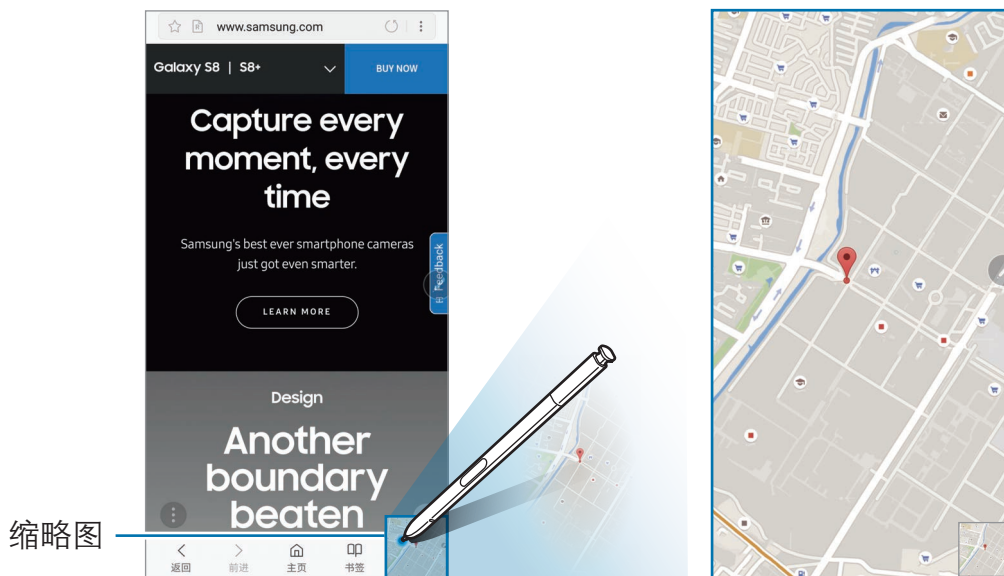 www.samsung.com
Galaxy S8 | S8+
BUY NOW
Capture every
moment, every
time
Samsung's best ever smartphone cameras
just got even smarter.
Feedback
LEARN MORE
Design
Another
boundary
beaten
缩略图
返回
前进
主页
书签